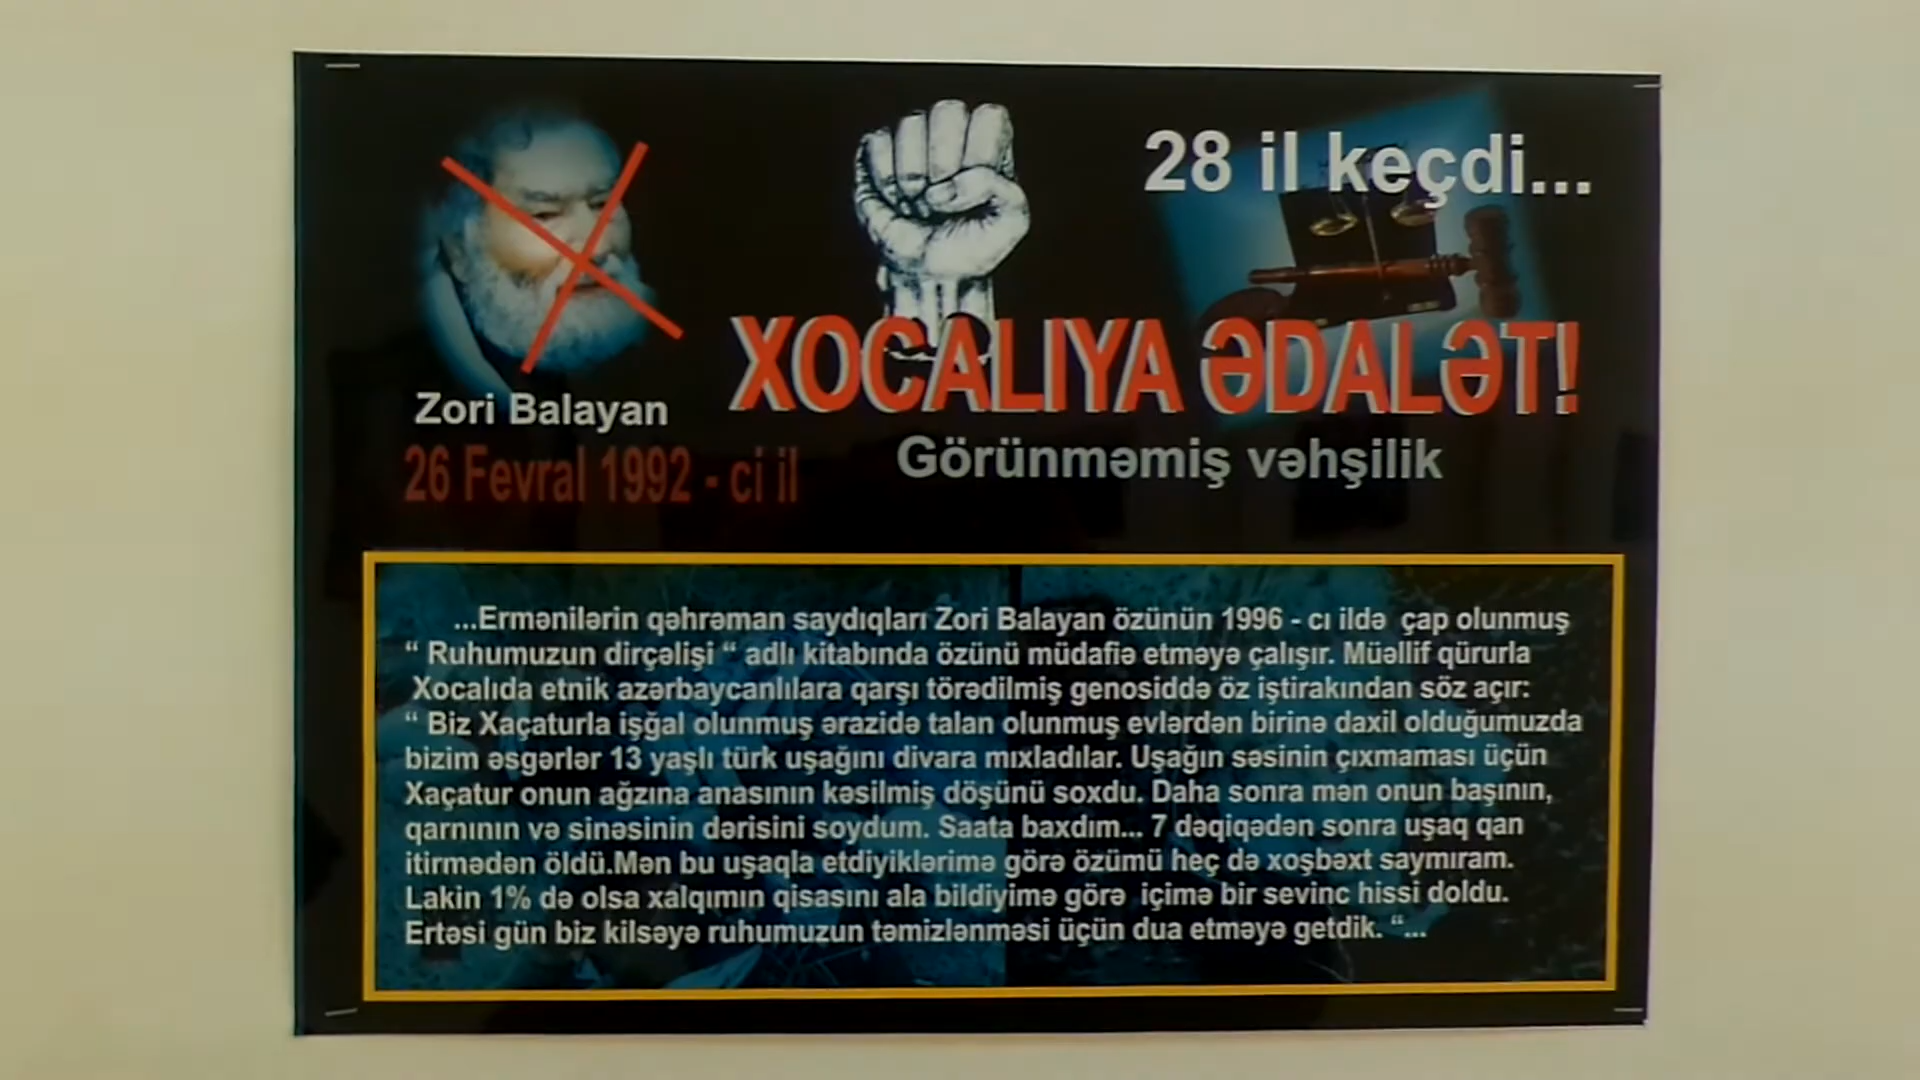 28 il keçdi...
XOCALIYA ƏDALƏT!
Zori Balayan
26 Fevral 1992 - ci il
Görünməmiş vəhşilik
...Ermənilərin qəhrəman saydıqları Zori Balayan özünün 1996 - cı ildə çap olunmuş
“ Ruhumuzun dirçəlişi “ adlı kitabında özünü müdafiə etməyə çalışır. Müəllif qürurla
Xocalıda etnik azərbaycanlılara qarşı törədilmiş genosiddə öz iştirakından söz açır:
“ Biz Xaçaturla işğal olunmuş ərazidə talan olunmuş evlərdən birinə daxil olduğumuzda
bizim əsgərlər 13 yaşlı türk uşağını divara mıxladılar. Uşağın səsinin çıxmaması üçün
Xaçatur onun ağzına anasının kəsilmiş döşünü soxdu. Daha sonra mən onun başının,
qarnının və sinəsinin dərisini soydum. Saata baxdım... 7 dəqiqədən sonra uşaq qan
itirmədən öldü.Mən bu uşaqla etdiyiklərimə görə özümü heç də xoşbəxt saymıram.
Lakin 1% də olsa xalqımın qisasını ala bildiyimə görə içimə bir sevinc hissi doldu.
Ertəsi gün biz kilsəyə ruhumuzun təmizlənməsi üçün dua etməyə getdik. “...